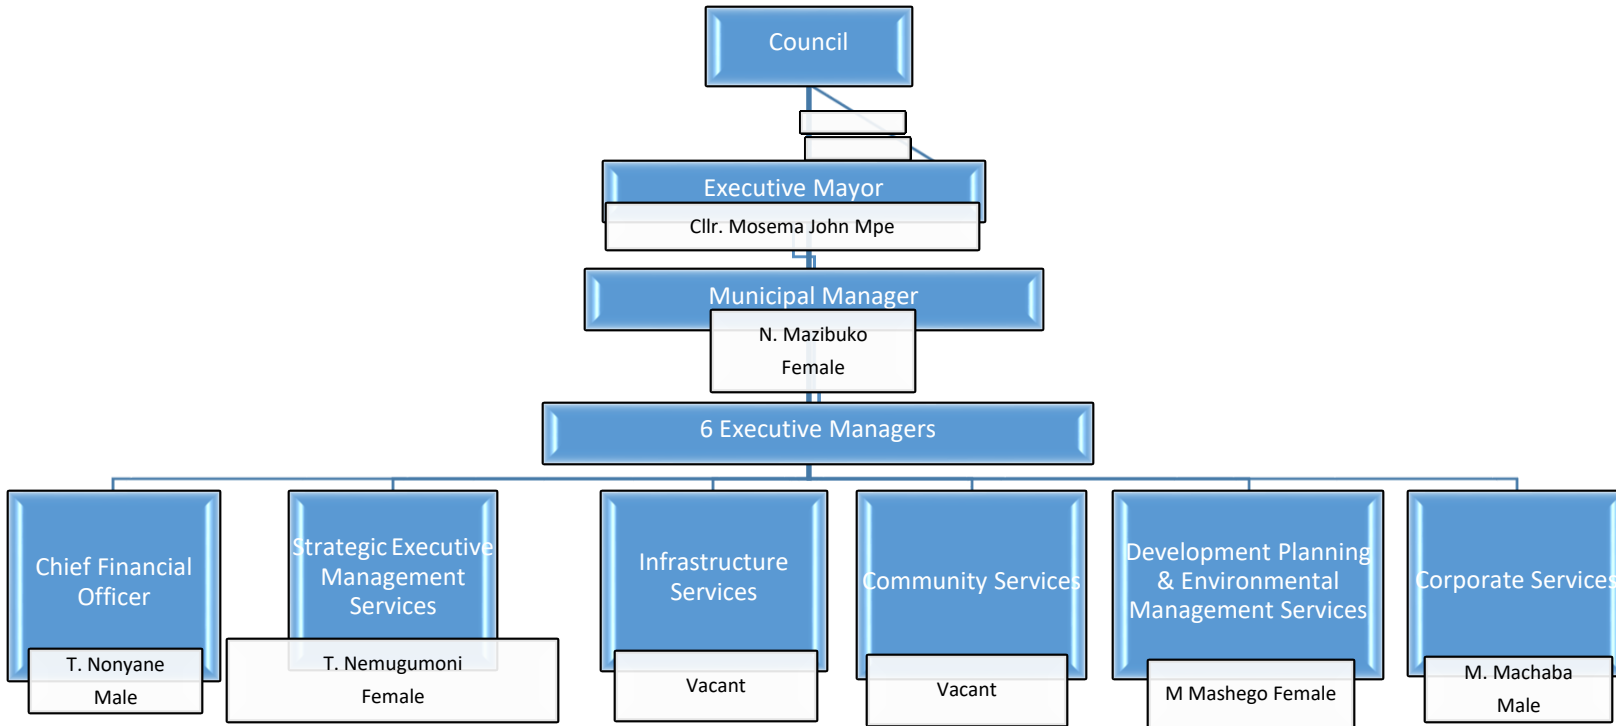 Council
Executive Mayor
Cllr. Mosema John Mpe
Municipal Manager
N. Mazibuko
Female
6 Executive Managers
Chief Financial
Officer
T. Nonyane
Male
Strategic Executive
Management
Services
T. Nemugumoni
Female
Infrastructure
Services
Vacant
Community Services
Vacant
Development Planning
& Environmental
Management Services
M Mashego Female
Corporate Services
M. Machaba
Male